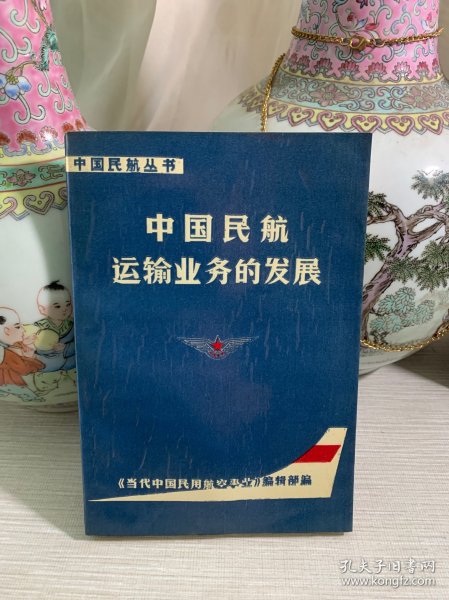 中国民航丛书
中国民航
运输业务的发展
《当代中国民用航空事业》编辑部编
孔夫子旧书网
www.kongfz.com